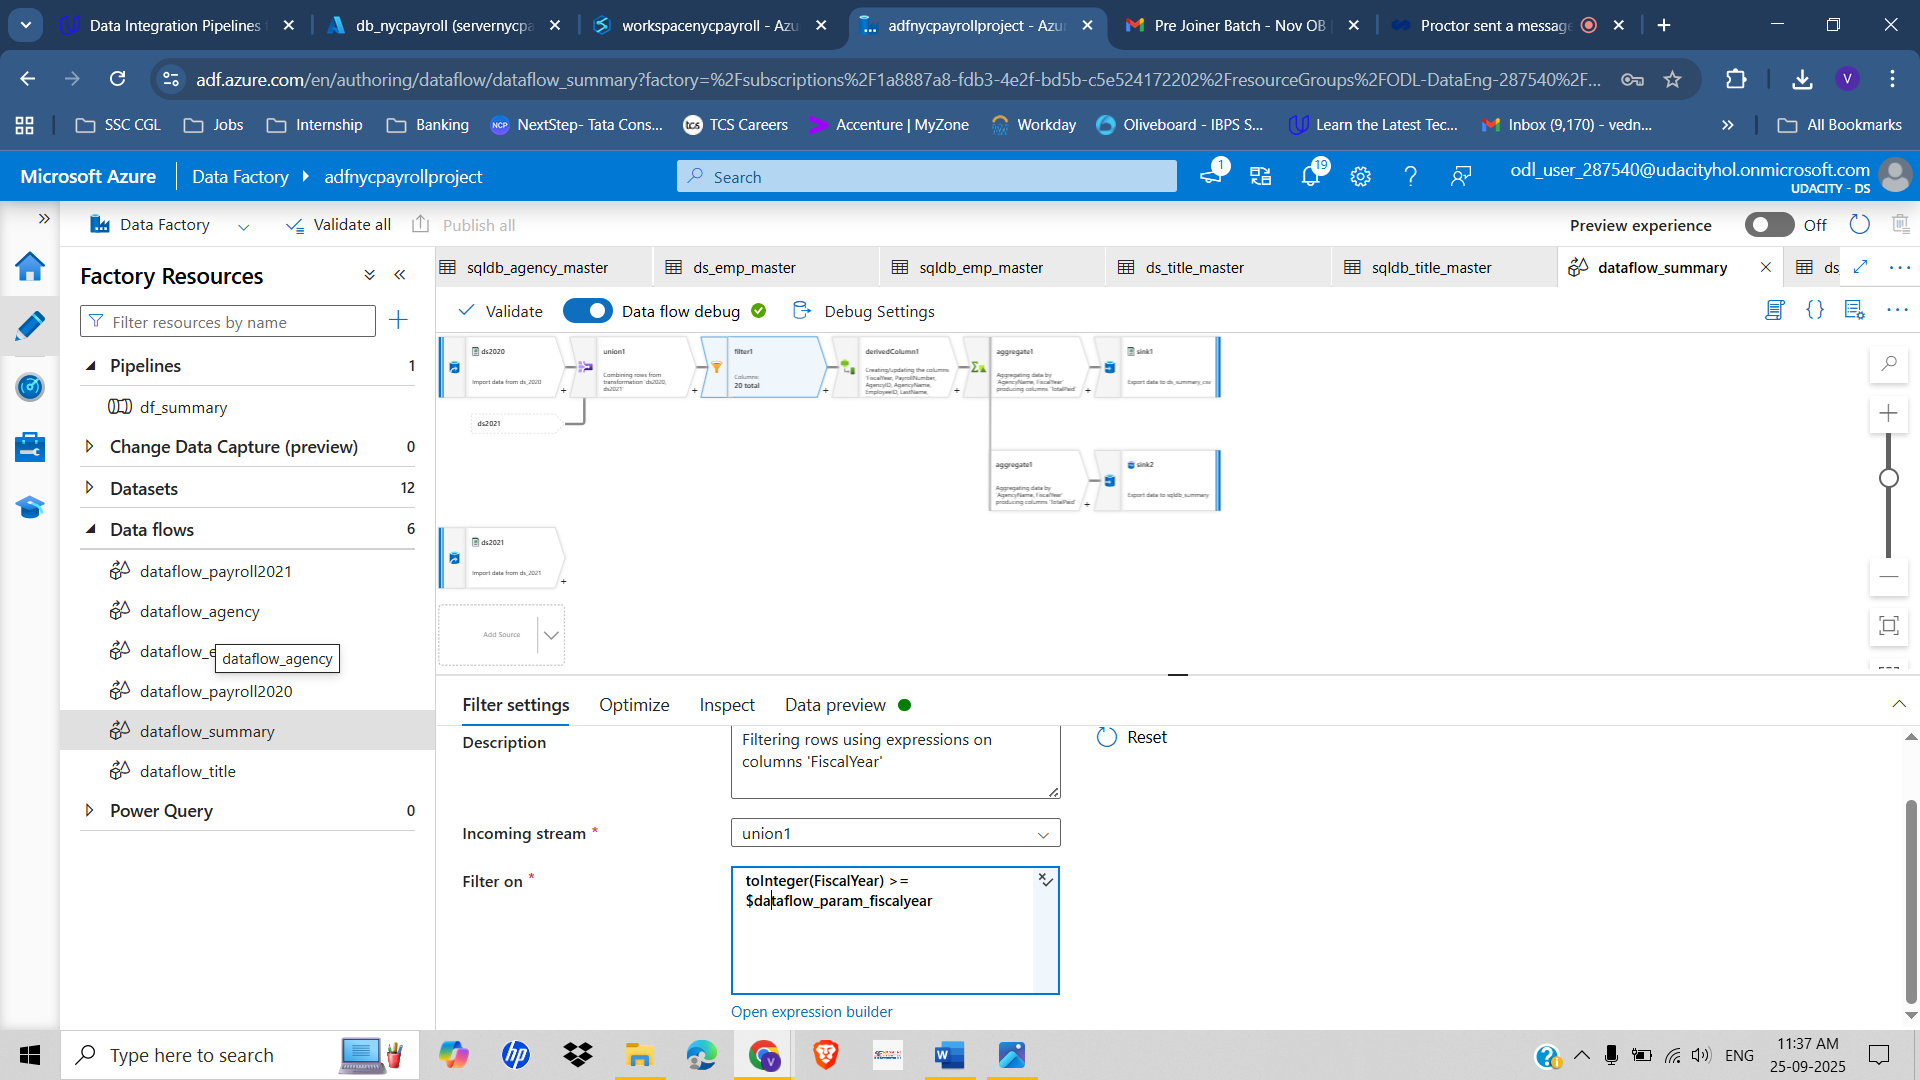 Data Integration Pipelines f
db_nycpayroll (servernycpa
workspacenycpayroll - Azu
adfnycpayrollproject - Azu
Pre Joiner Batch - Nov OB
Proctor sent a message
adf.azure.com/en/authoring/dataflow/dataflow_summary?factory=%2Fsubscriptions%2F1a8887a8-fdb3-4e2f-bd5b-c5e524172202%2FresourceGroups%2FODL-DataEng-287540%2F...
V
SSC CGL
Jobs
Internship
Banking
NextStep- Tata Cons...
TCS Careers
Accenture | MyZone
Workday
Oliveboard - IBPS S...
Learn the Latest Tec...
Inbox (9,170) - vedn...
All Bookmarks
Microsoft Azure
Data Factory
adfnycpayrollproject
Search
1
19
odl_user_287540@udacityhol.onmicrosoft.com
UDACITY - DS
Data Factory
Validate all
Publish all
Preview experience
Off
Factory Resources
Filter resources by name
Pipelines 1
df_summary
Change Data Capture (preview) 0
Datasets 12
Data flows 6
dataflow_payroll2021
dataflow_agency
dataflow_e
dataflow_agency
dataflow_payroll2020
dataflow_summary
dataflow_title
Power Query 0
sqldb_agency_master
ds_emp_master
sqldb_emp_master
ds_title_master
sqldb_title_master
dataflow_summary
ds_
Validate
Data flow debug
Debug Settings
ds2020
Import data from ds_2020
union1
Combining rows from
transformation 'ds2020,
ds2021'
filter1
Columns:
20 total
derivedColumn1
Creating/updating the columns
'FiscalYear, PayrollNumber,
AgencyID, AgencyName,
EmployeeID, LastName,
aggregate1
Aggregating data by
'AgencyName, FiscalYear'
producing columns 'TotalPaid'
sink1
Export data to ds_summary_csv
ds2021
aggregate1
Aggregating data by
'AgencyName, FiscalYear'
producing columns 'TotalPaid'
sink2
Export data to sqldb_summary
ds2021
Import data from ds_2021
Add Source
Filter settings
Optimize
Inspect
Data preview
Description
Filtering rows using expressions on
columns 'FiscalYear'
Reset
Incoming stream *
union1
Filter on *
toInteger(FiscalYear) >=
$dataflow_param_fiscalyear
Open expression builder
Type here to search
ENG
11:37 AM
25-09-2025